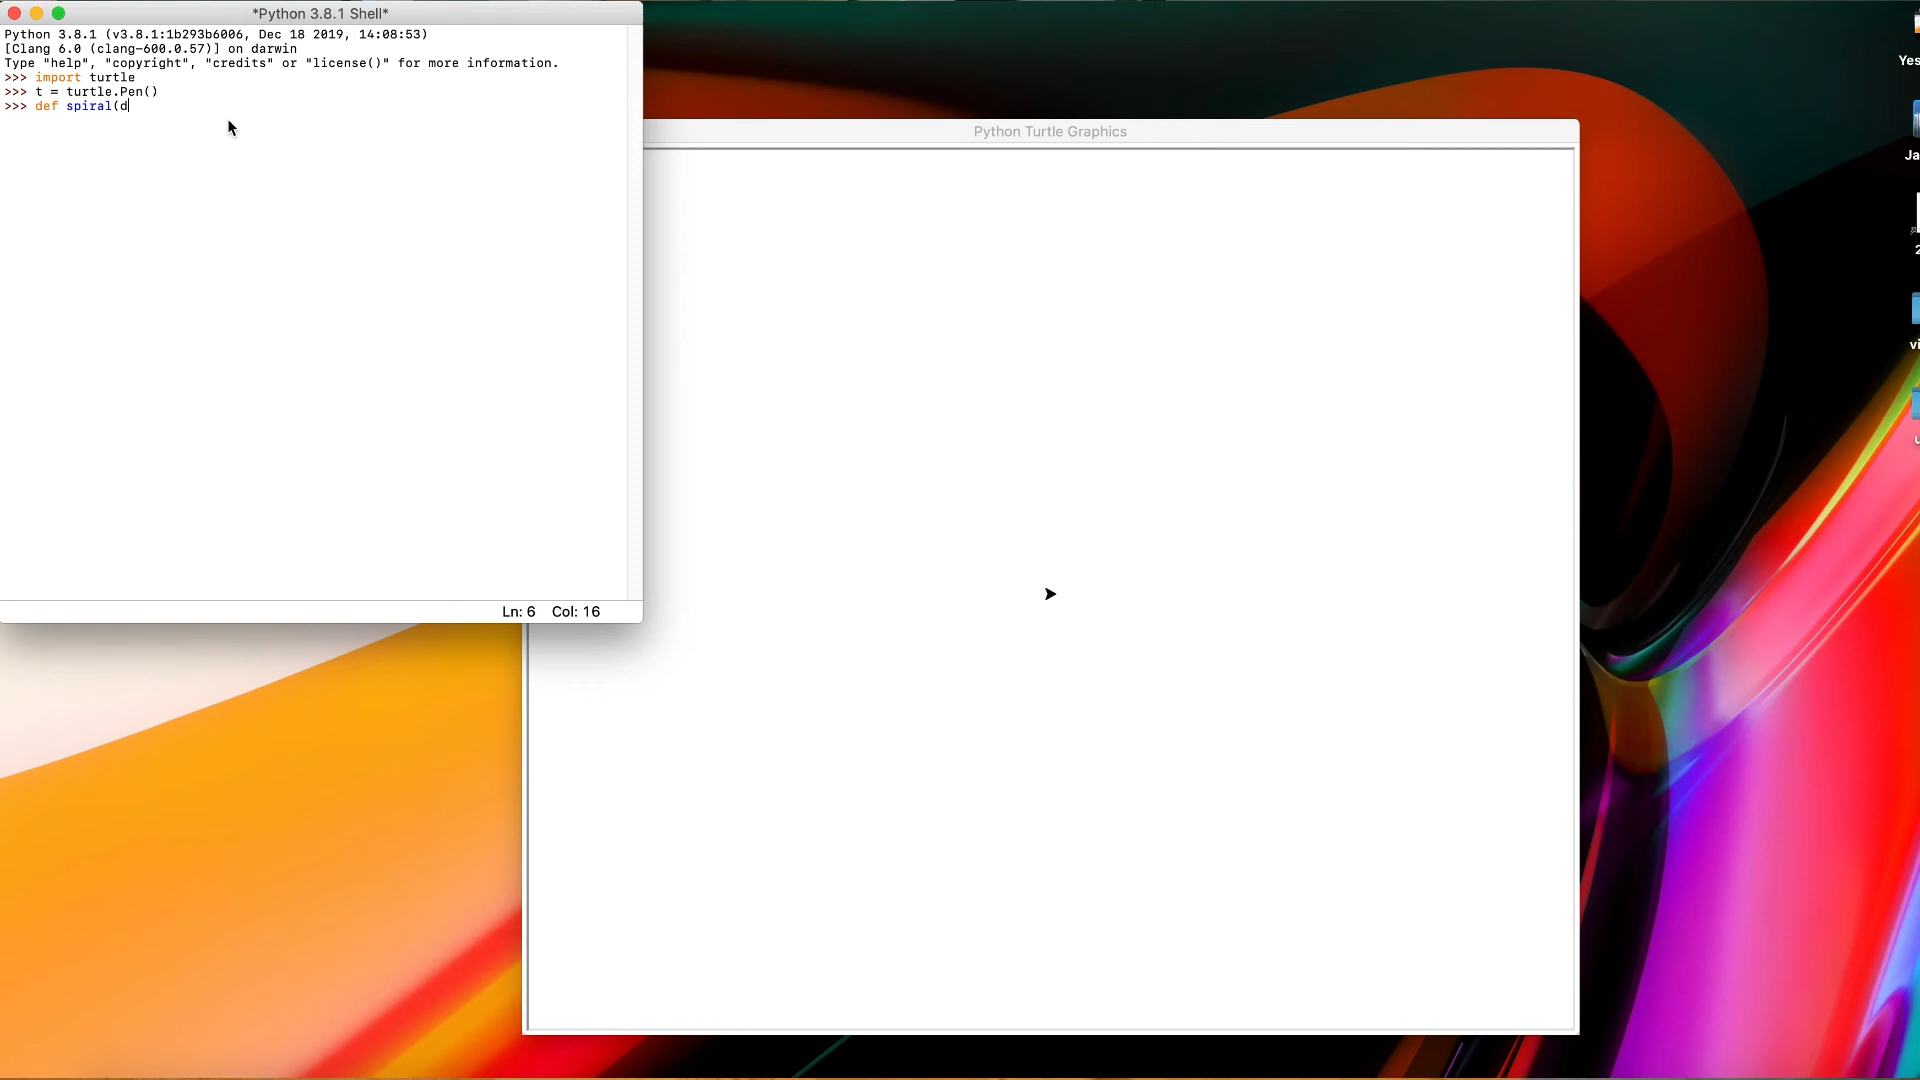 *Python 3.8.1 Shell*
Python 3.8.1 (v3.8.1:1b293b6006, Dec 18 2019, 14:08:53)
[Clang 6.0 (clang-600.0.57)] on darwin
Type "help", "copyright", "credits" or "license()" for more information.
>>> import turtle
>>> t = turtle.Pen()
>>> def spiral(d
Ln: 6 Col: 16
Python Turtle Graphics
Yes
Ja
2
vi